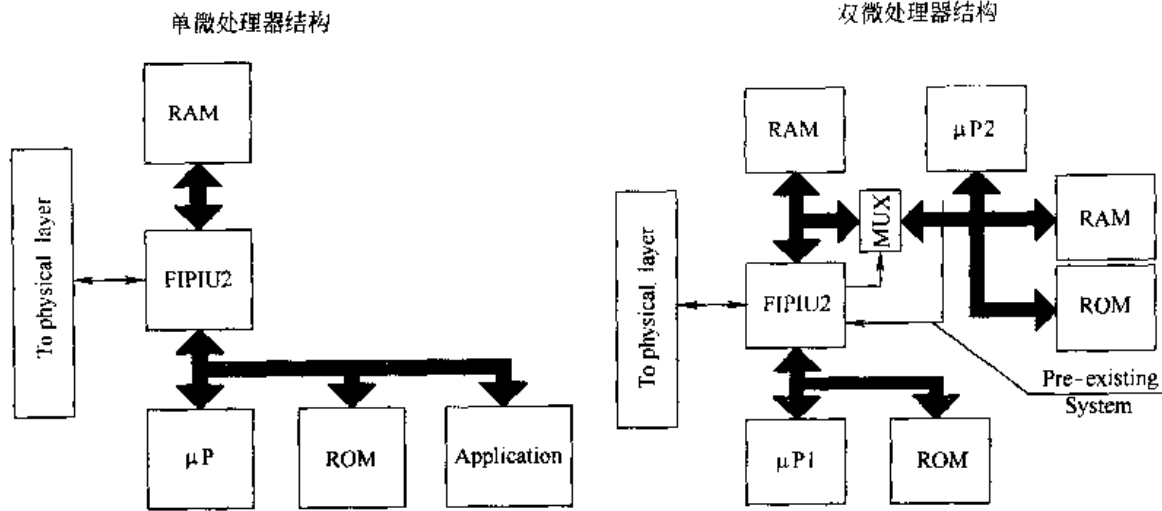 单微处理器结构
RAM
To physical layer
FIPIU2
μP
ROM
Application
双微处理器结构
RAM
μP2
MUX
RAM
To physical layer
FIPIU2
ROM
Pre-existing
System
μP1
ROM